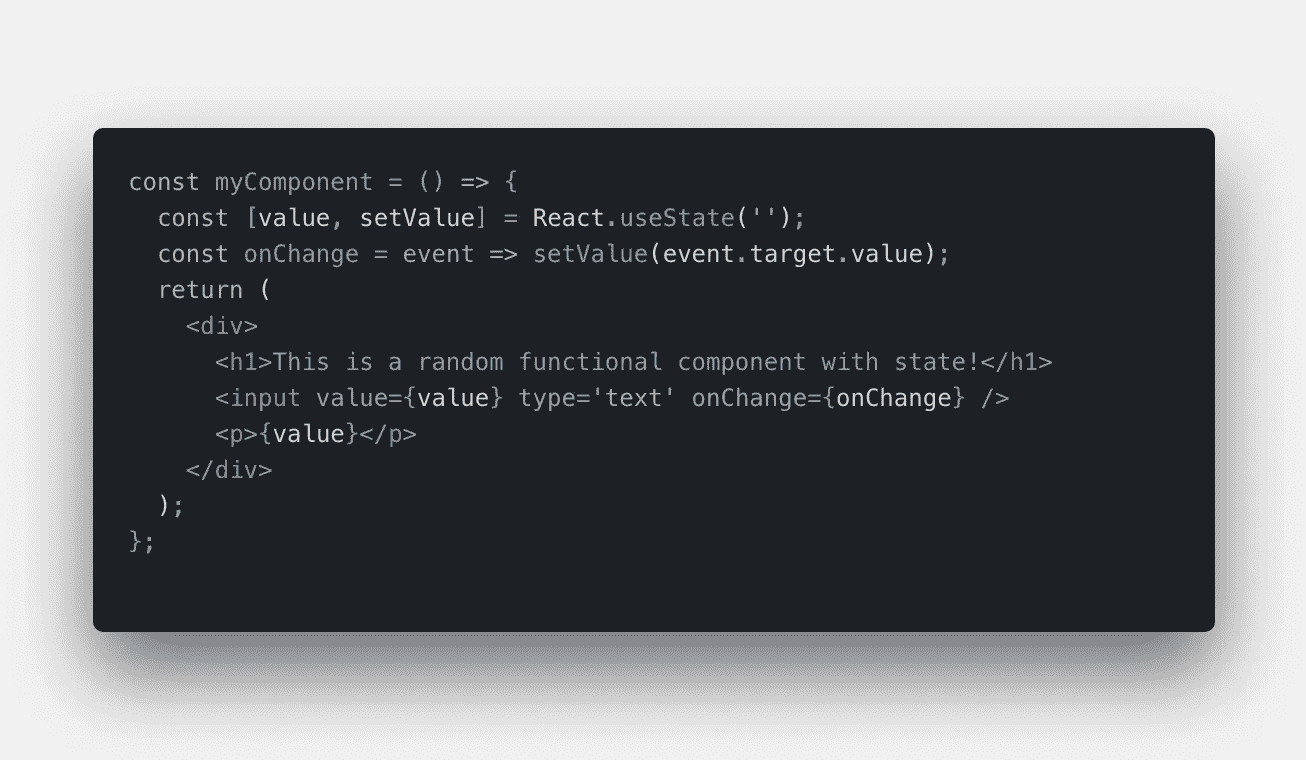 const myComponent = () => {
  const [value, setValue] = React.useState('');
  const onChange = event => setValue(event.target.value);
  return (
    <div>
      <h1>This is a random functional component with state!</h1>
      <input value={value} type='text' onChange={onChange} />
      <p>{value}</p>
    </div>
  );
};